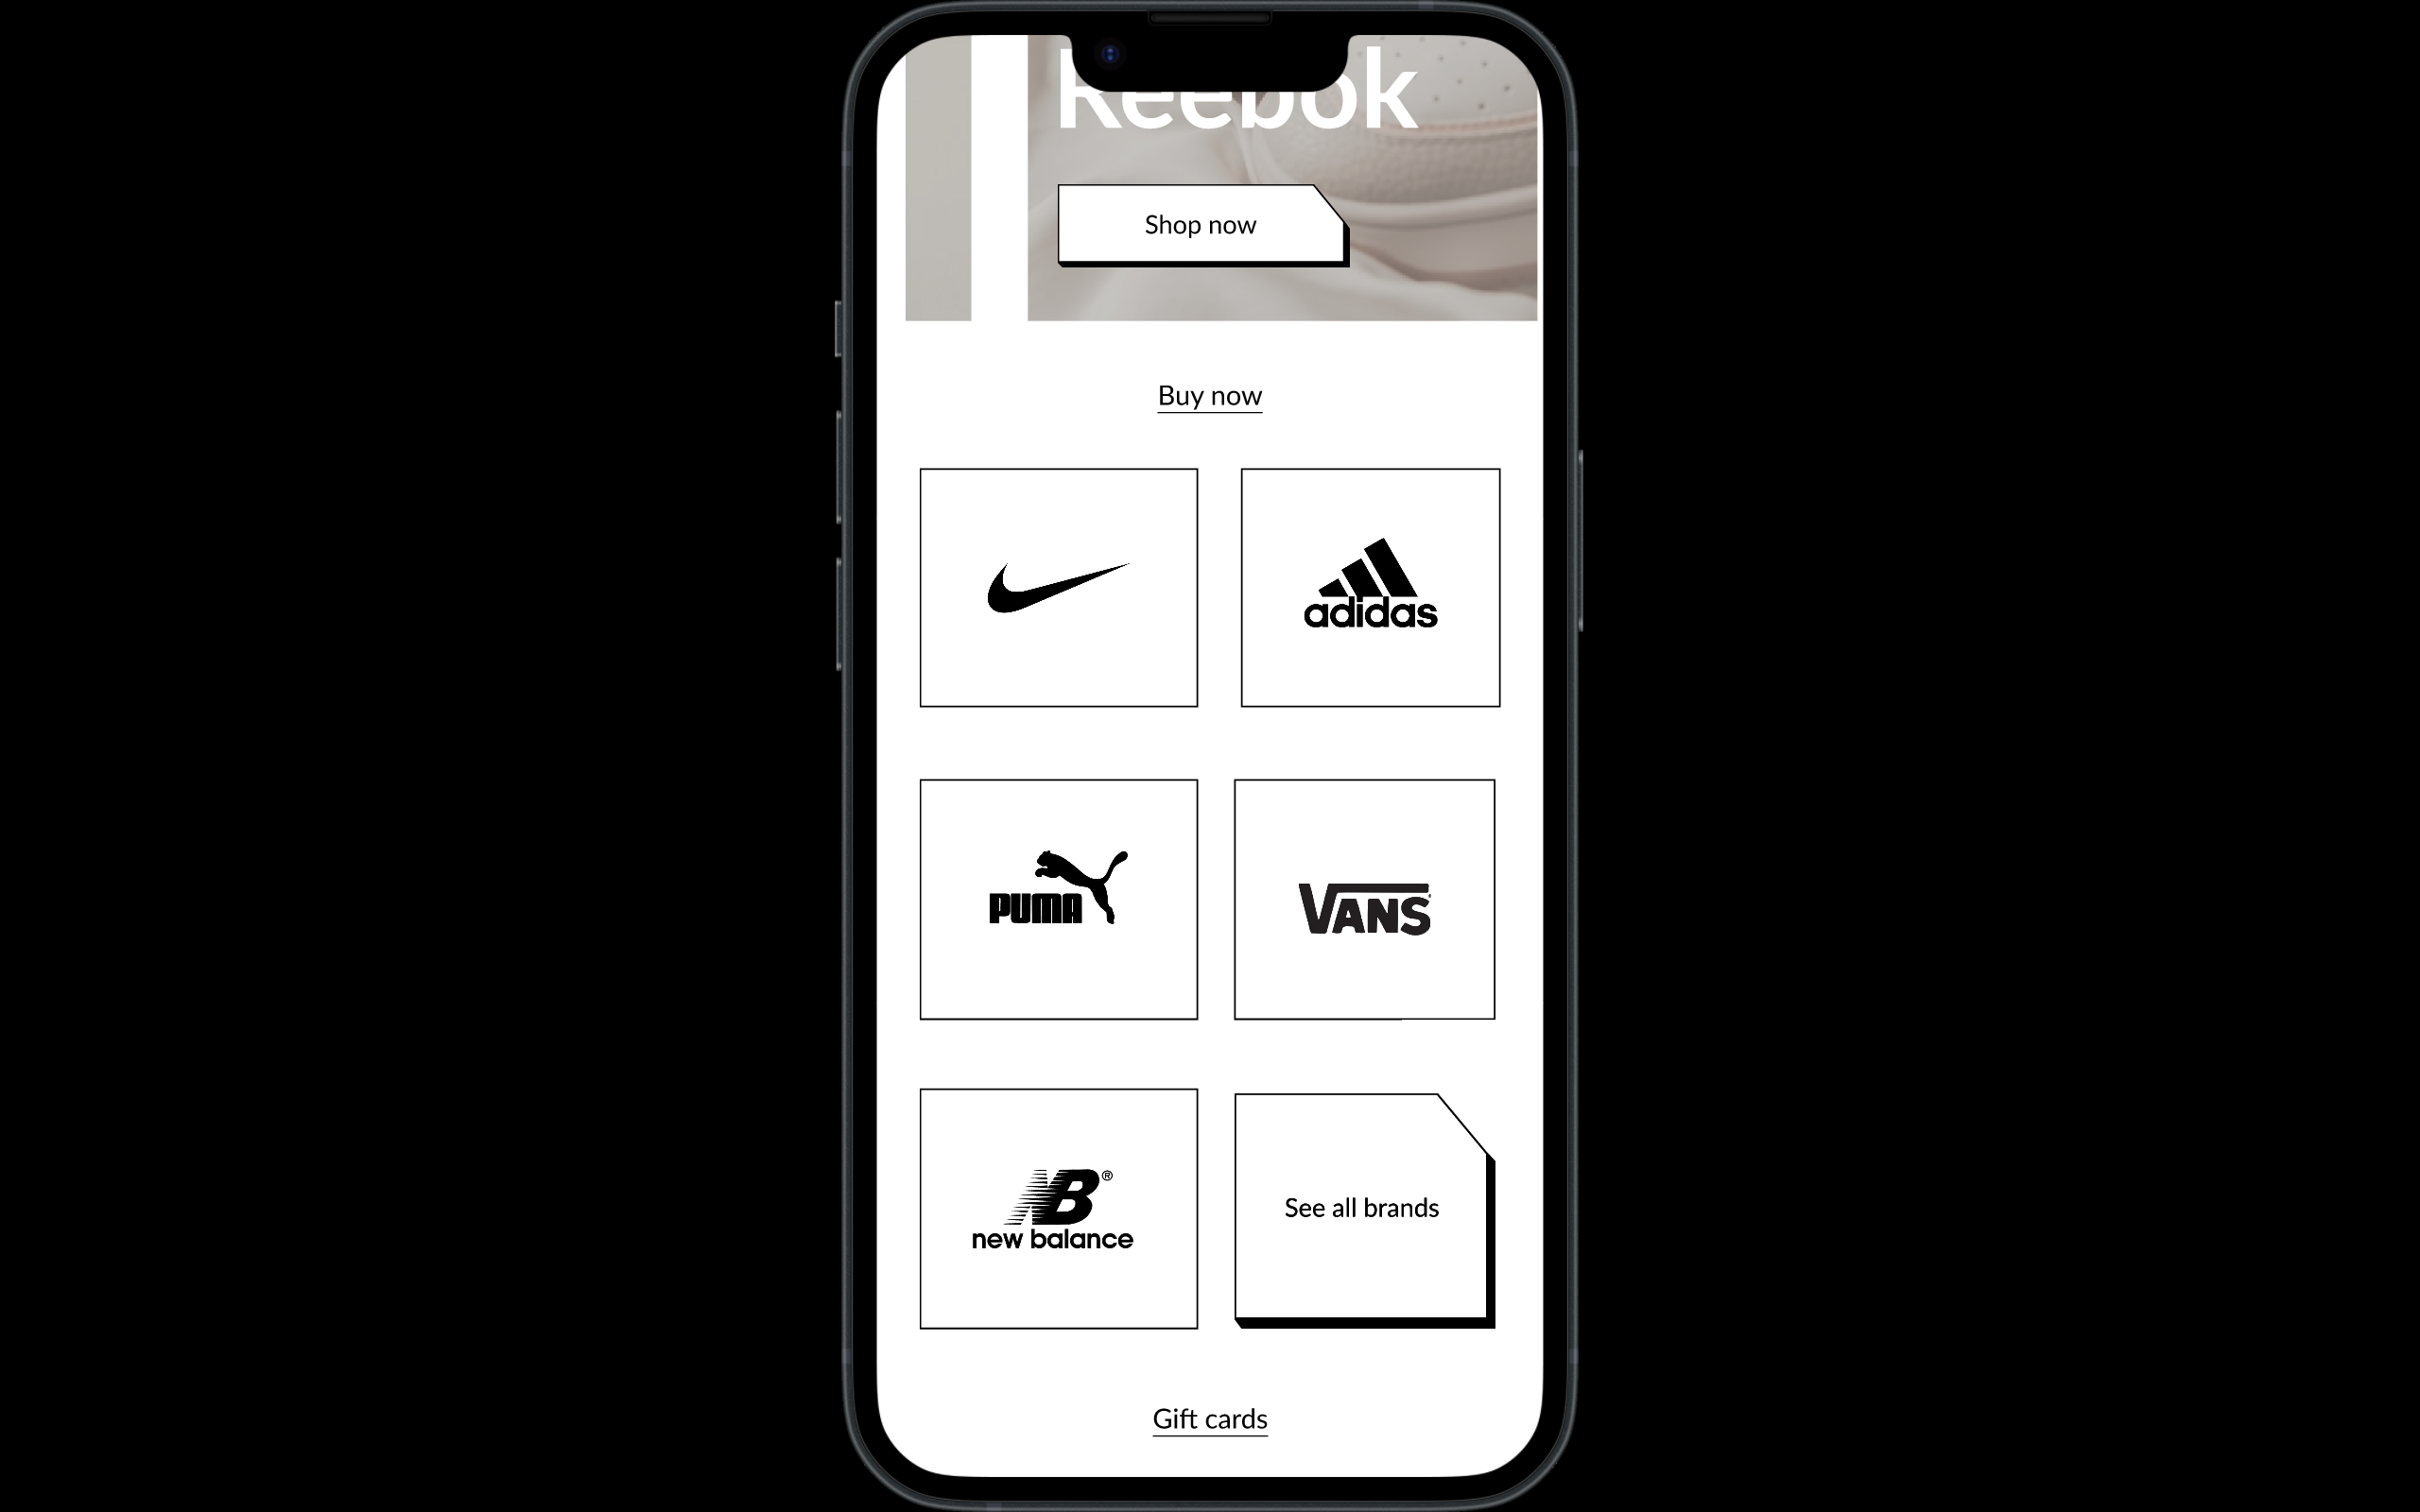 Reebok
Shop now
Buy now
adidas
PUMA
VANS
NB®
new balance
See all brands
Gift cards